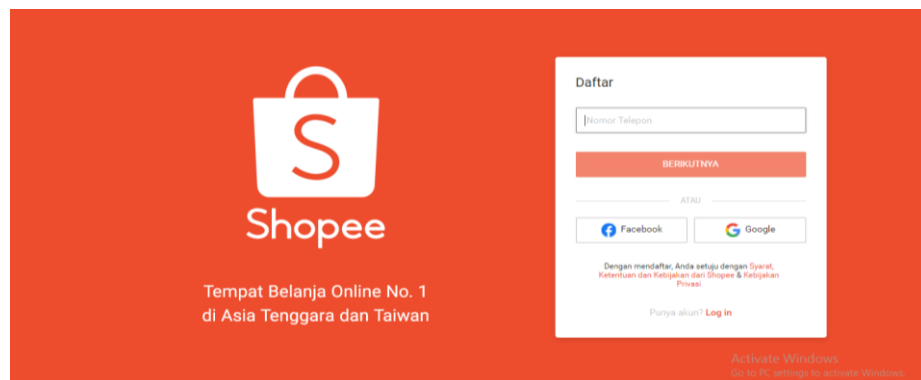 S
Shopee
Tempat Belanja Online No. 1
di Asia Tenggara dan Taiwan
Daftar
Nomor Telepon
BERIKUTNYA
ATAU
Facebook
Google
Dengan mendaftar, Anda setuju dengan Syarat,
Ketentuan dan Kebijakan dari Shopee & Kebijakan
Privasi
Punya akun? Log in
Activate Windows
Go to PC settings to activate Windows.